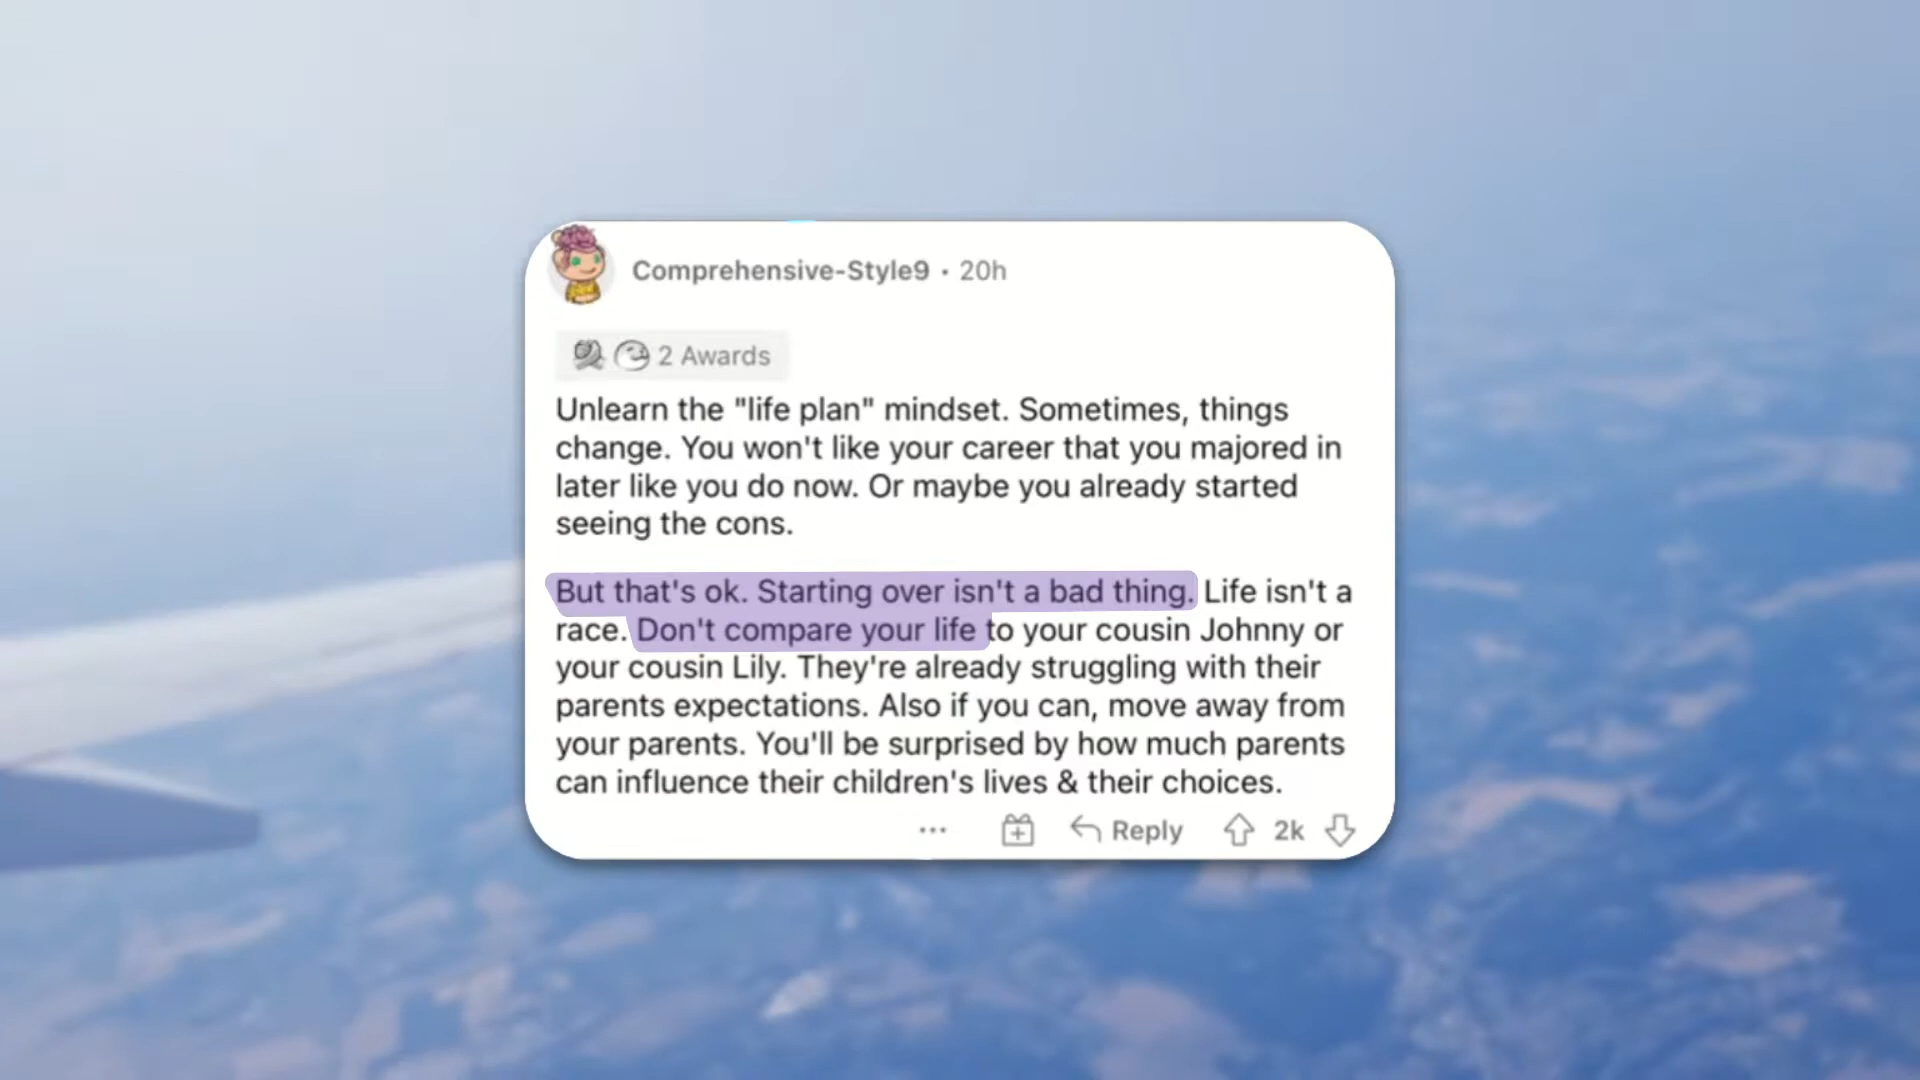 Comprehensive-Style9 • 20h
2 Awards
Unlearn the "life plan" mindset. Sometimes, things
change. You won't like your career that you majored in
later like you do now. Or maybe you already started
seeing the cons.
But that's ok. Starting over isn't a bad thing. Life isn't a
race. Don't compare your life to your cousin Johnny or
your cousin Lily. They're already struggling with their
parents expectations. Also if you can, move away from
your parents. You'll be surprised by how much parents
can influence their children's lives & their choices.
... Reply 2k